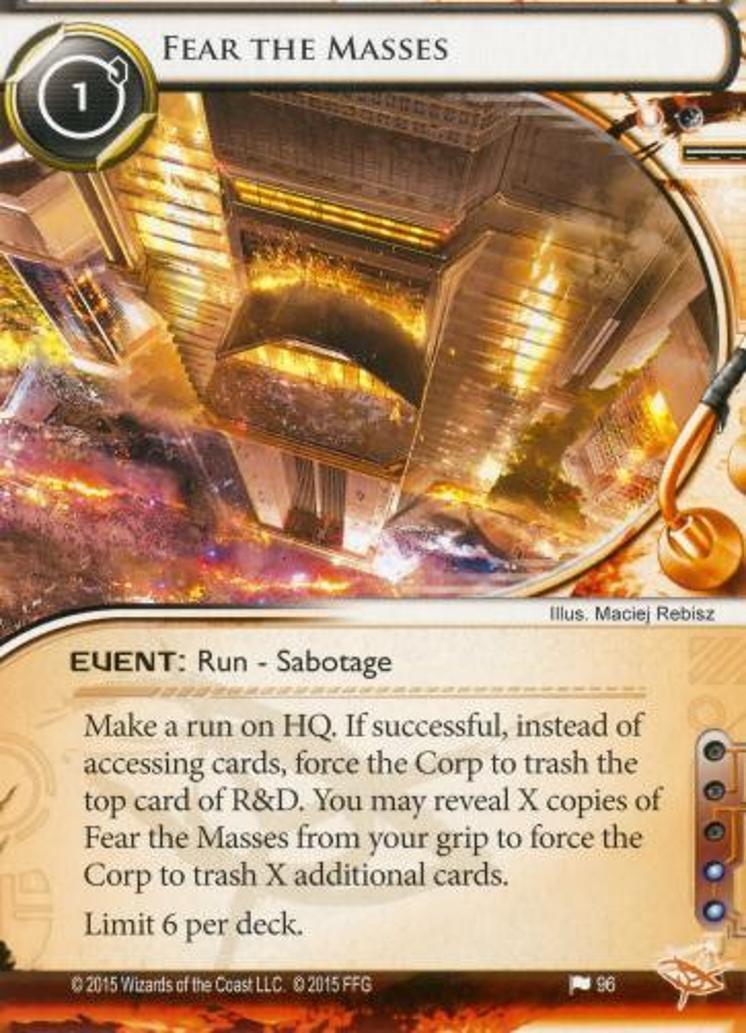 FEAR THE MASSES
1
Illus. Maciej Rebisz
EVENT: Run - Sabotage
Make a run on HQ. If successful, instead of
accessing cards, force the Corp to trash the
top card of R&D. You may reveal X copies of
Fear the Masses from your grip to force the
Corp to trash X additional cards.
Limit 6 per deck.
© 2015 Wizards of the Coast LLC. © 2015 FFG 96